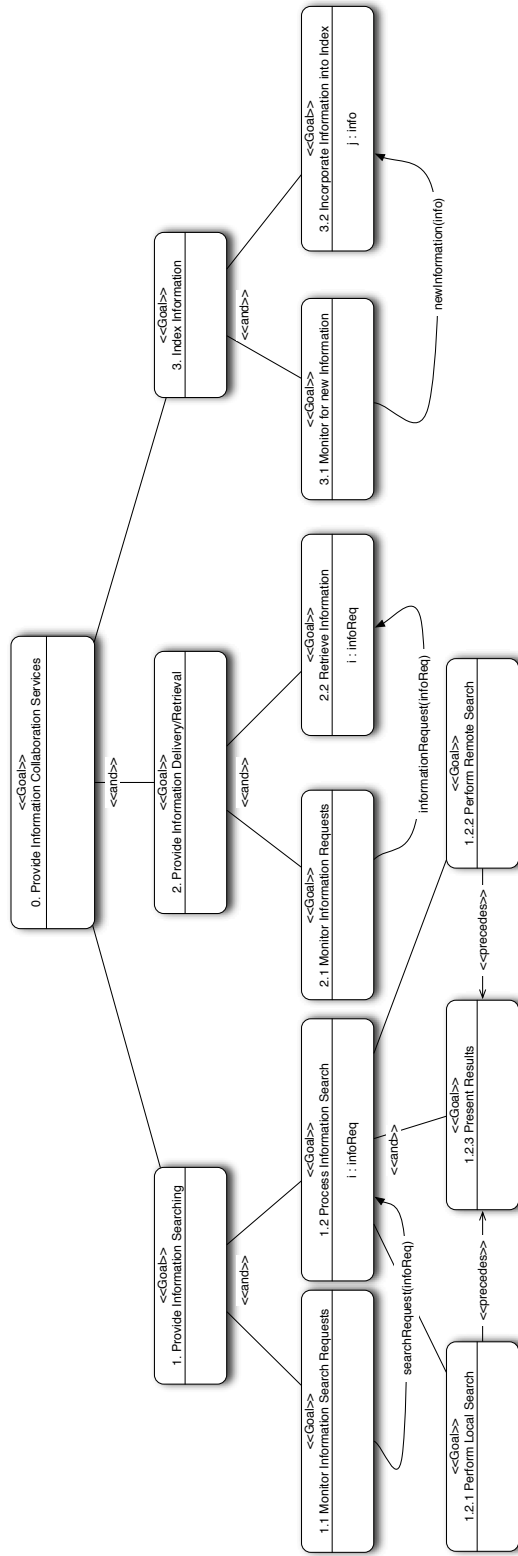 <<Goal>>
0. Provide Information Collaboration Services
<<and>>
<<Goal>>
1. Provide Information Searching
<<and>>
<<Goal>>
2. Provide Information Delivery/Retrieval
<<and>>
<<Goal>>
3. Index Information
<<and>>
<<Goal>>
1.1 Monitor Information Search Requests
<<Goal>>
1.2 Process Information Search
i : infoReq
<<Goal>>
2.1 Monitor Information Requests
<<Goal>>
2.2 Retrieve Information
i : infoReq
<<Goal>>
3.1 Monitor for new Information
<<Goal>>
3.2 Incorporate Information into Index
j : info
searchRequest(infoReq)
<<and>>
informationRequest(infoReq)
newInformation(info)
<<Goal>>
1.2.1 Perform Local Search
<<precedes>>
<<Goal>>
1.2.3 Present Results
<<precedes>>
<<Goal>>
1.2.2 Perform Remote Search